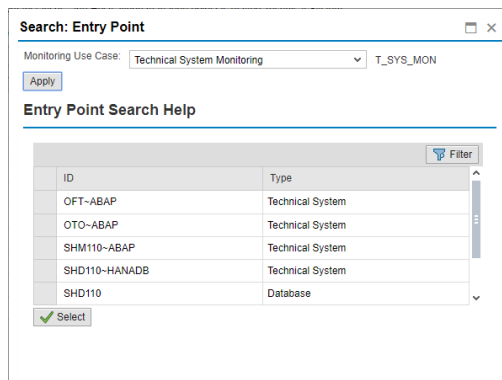 Search: Entry Point
Monitoring Use Case: Technical System Monitoring T_SYS_MON
Apply
Entry Point Search Help
Filter
ID Type
OFT~ABAP Technical System
OTO~ABAP Technical System
SHM110~ABAP Technical System
SHD110~HANADB Technical System
SHD110 Database
Select